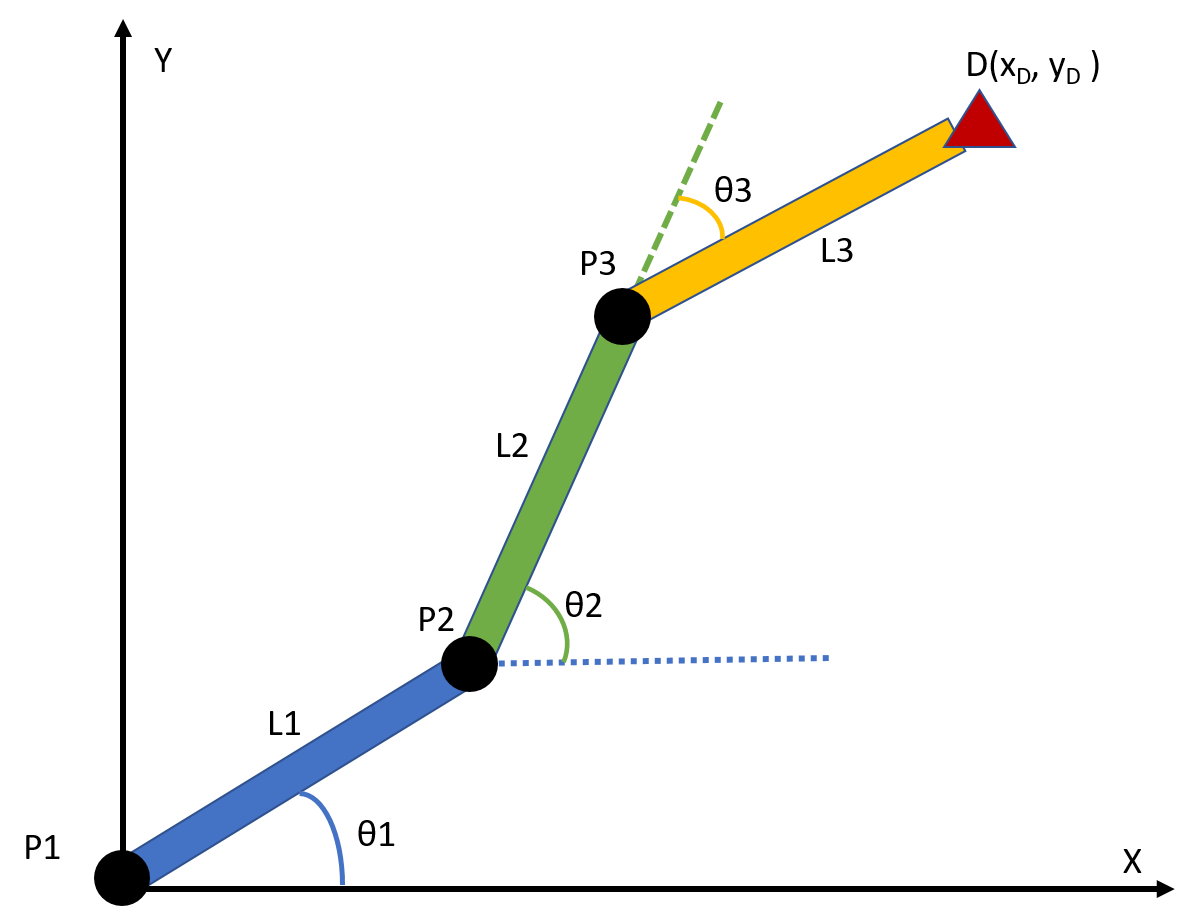 Y
D(xD, yD )
θ3
P3
L3
L2
θ2
P2
L1
θ1
P1
X